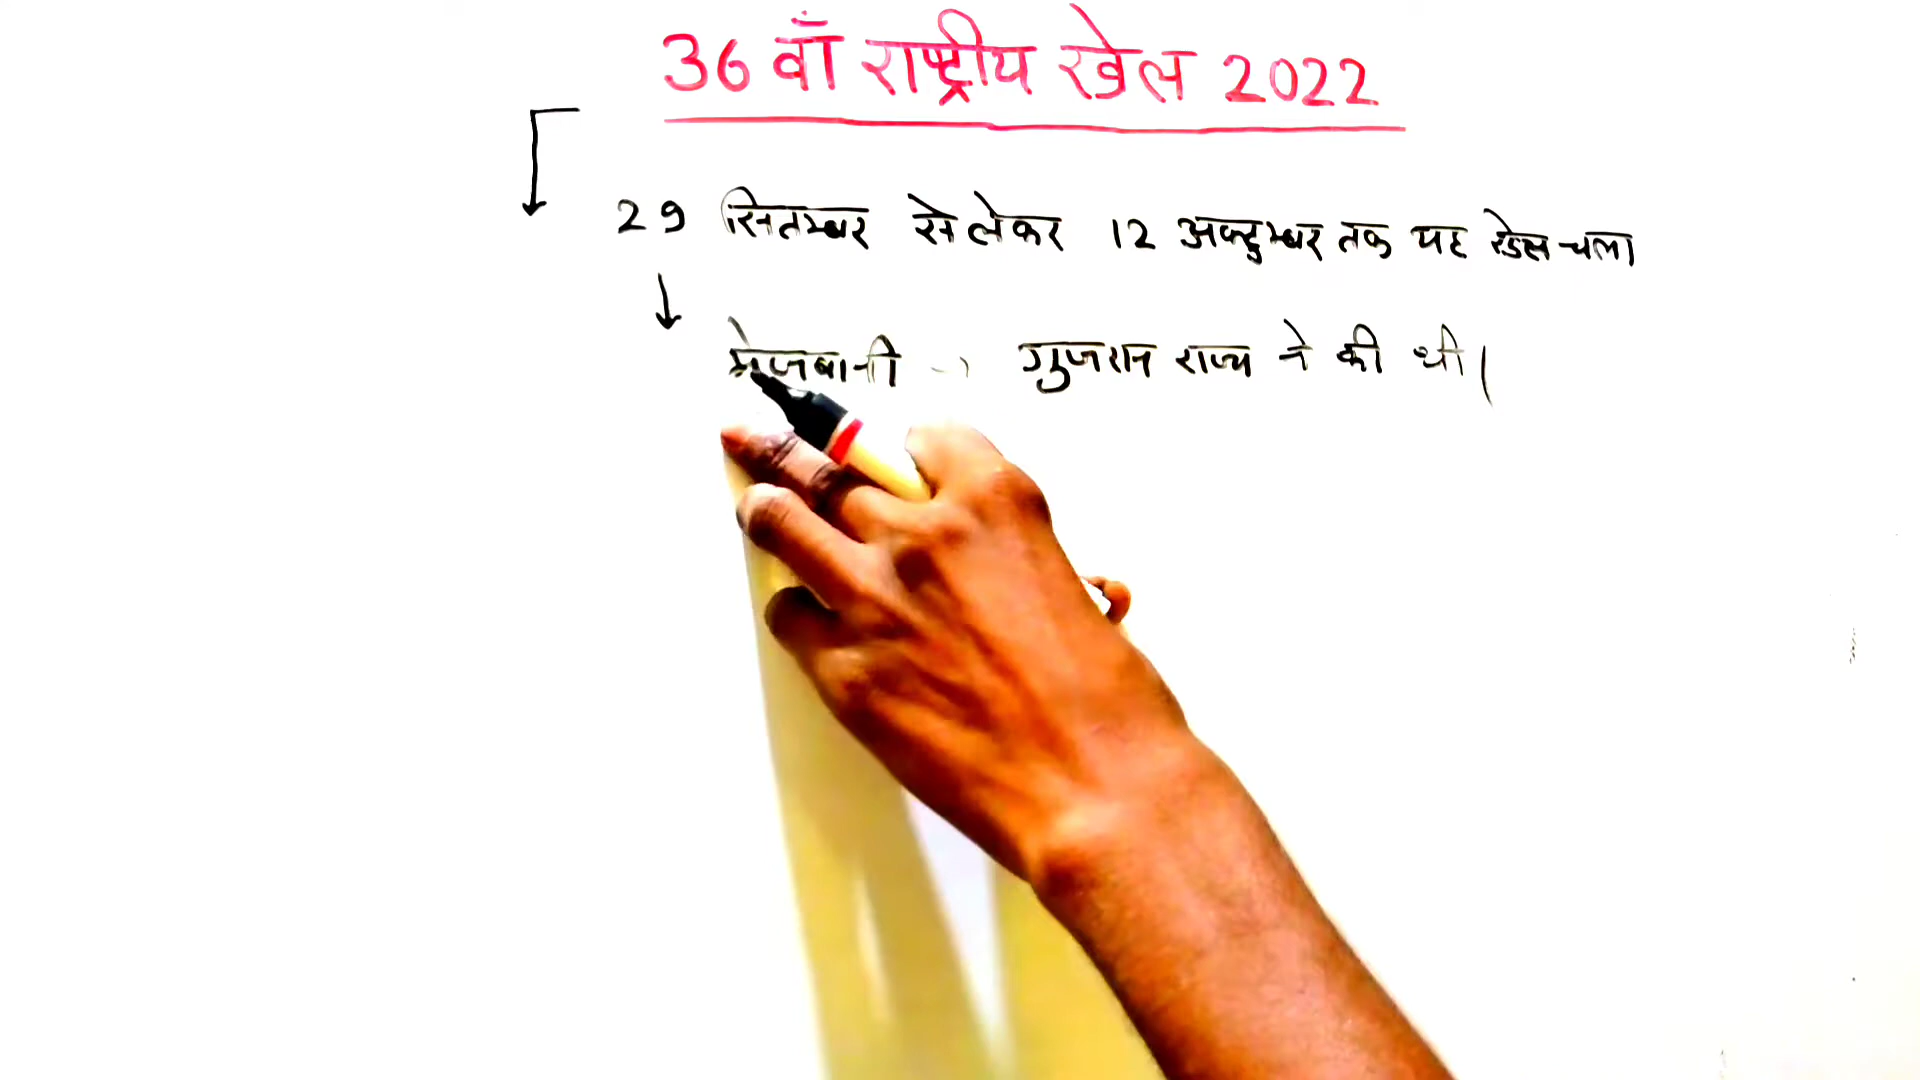 36 वाँ राष्ट्रीय खेल 2022
29 सितम्बर से लेकर 12 अक्टुम्बर तक यह खेल चला
मेजबानी -> गुजरात राज्य ने की थी।